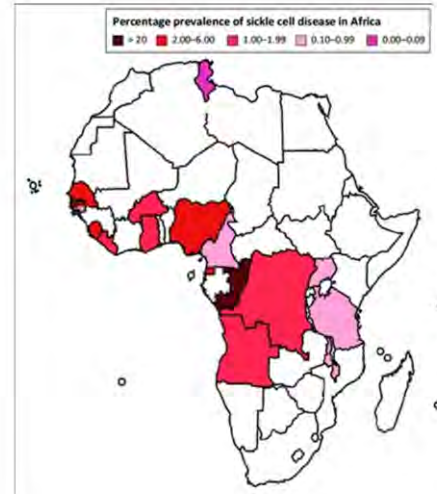 Percentage prevalence of sickle cell disease in Africa
> 20 2.00–6.00 1.00–1.99 0.10–0.99 0.00–0.09